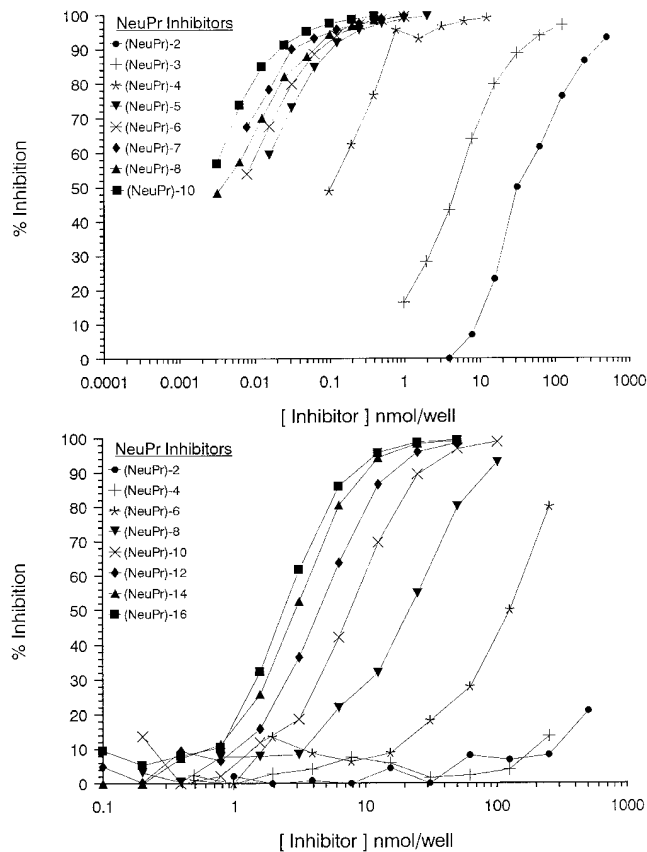 100
90
80
70
60
50
40
30
20
10
0
% Inhibition
NeuPr Inhibitors
(NeuPr)-2
(NeuPr)-3
(NeuPr)-4
(NeuPr)-5
(NeuPr)-6
(NeuPr)-7
(NeuPr)-8
(NeuPr)-10
0.0001
0.001
0.01
0.1
1
10
100
1000
[ Inhibitor ] nmol/well
100
90
80
70
60
50
40
30
20
10
0
% Inhibition
NeuPr Inhibitors
(NeuPr)-2
(NeuPr)-4
(NeuPr)-6
(NeuPr)-8
(NeuPr)-10
(NeuPr)-12
(NeuPr)-14
(NeuPr)-16
0.1
1
10
100
1000
[ Inhibitor ] nmol/well